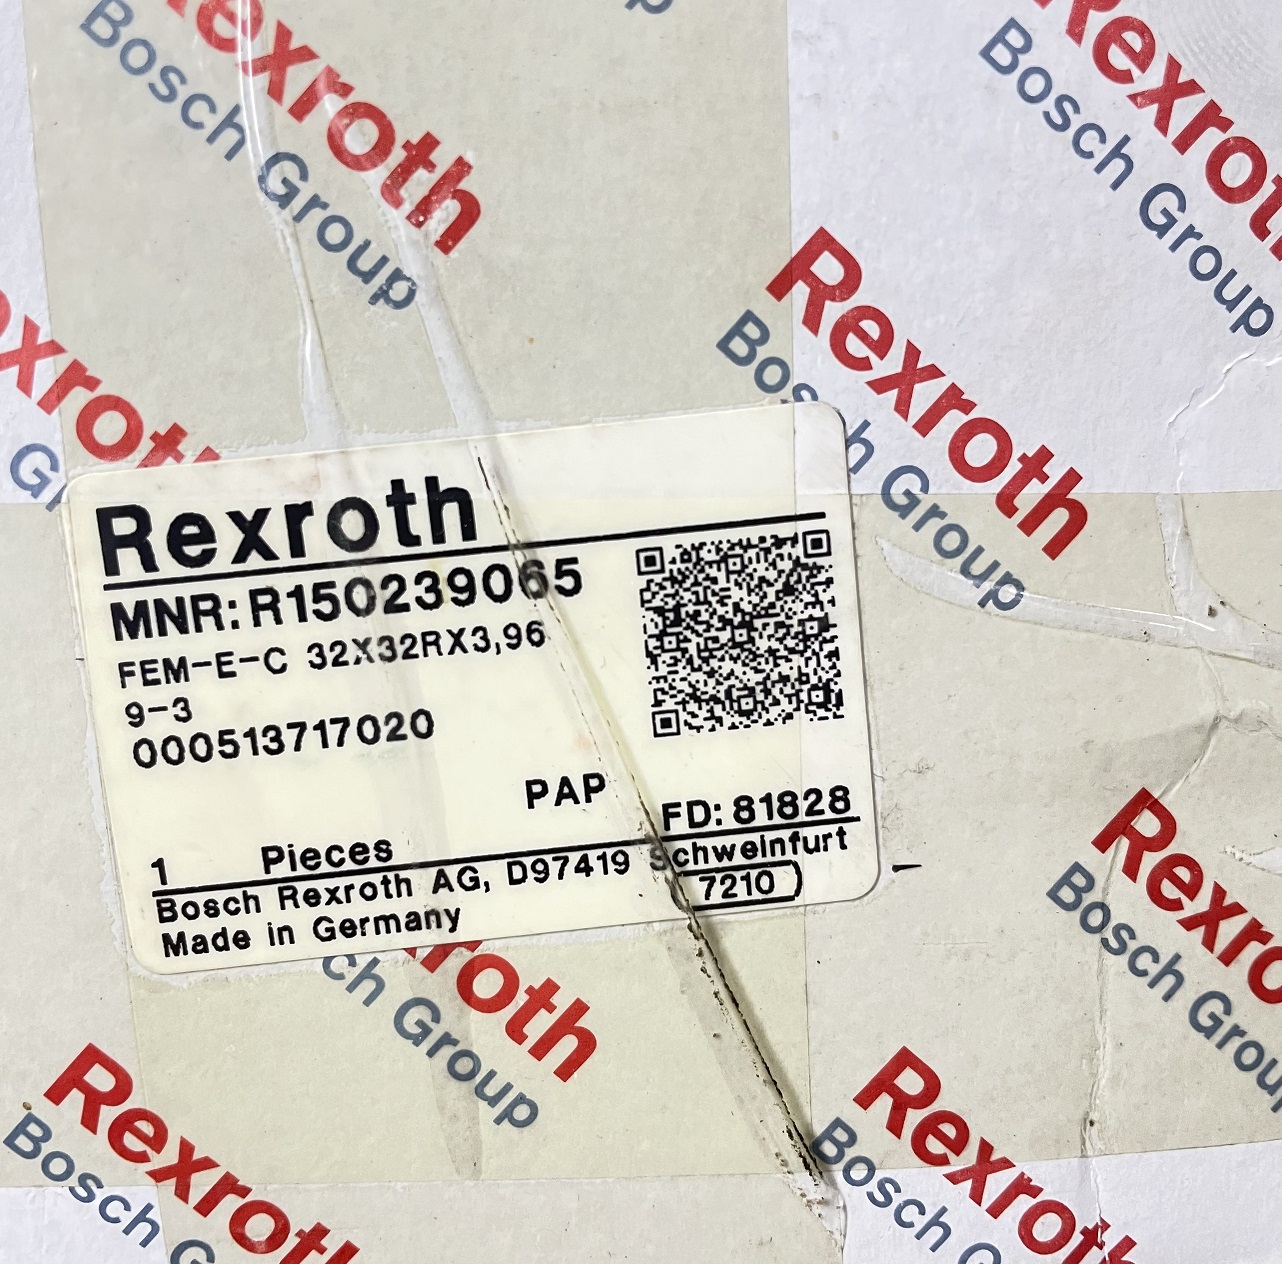 Rexroth
Bosch Group
Rexroth
Bosch Group
Rexroth
Bosch Group
Rexroth
MNR: R150239065
FEM-E-C 32X32RX3,96
9-3
000513717020
PAP
FD: 81828
1 Pieces
Bosch Rexroth AG, D97419 Schweinfurt
7210
Made in Germany
Group
Rexroth
Bosch Group
Rexroth
Bosch
Rexroth
Bosch